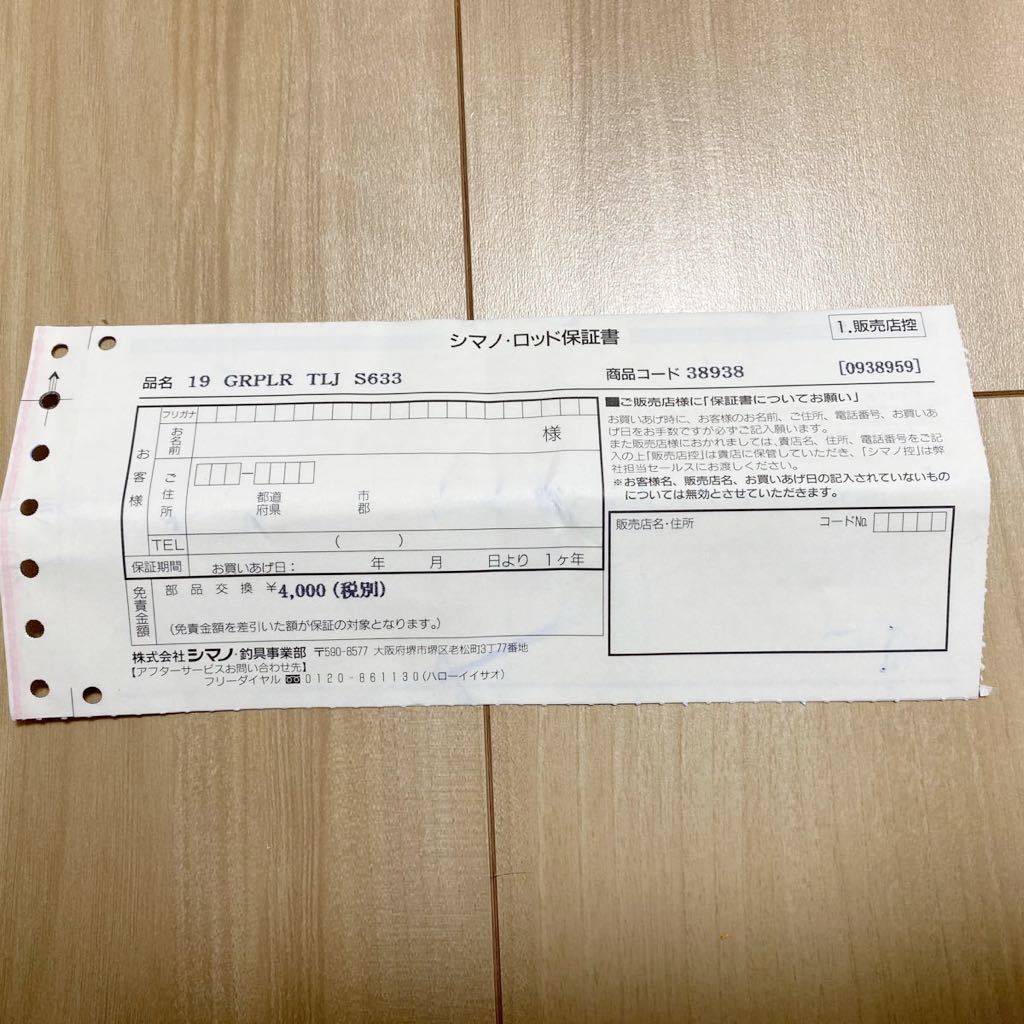 シマノ・ロッド保証書
1.販売店控
品名 19 GRPLR TLJ S633
商品コード 38938
[0938959]
お客様
フリガナ
お名前
様
ご住所
都道府県
市郡
TEL
( )
保証期間
お買いあげ日: 年 月 日より 1ヶ年
免責金額
部品交換 ¥4,000 (税別)
(免責金額を差引いた額が保証の対象となります。)
株式会社シマノ・釣具事業部 〒590-8577 大阪府堺市堺区老松町3丁77番地
【アフターサービスお問い合わせ先】
フリーダイヤル 0120-861130(ハローイイサオ)
■ご販売店様に「保証書についてお願い」
お買いあげ時に、お客様のお名前、ご住所、電話番号、お買いあ
げ日をお手数ですが必ずご記入願います。
また販売店様におかれましては、貴店名、住所、電話番号をご記
入の上「販売店控」は貴店に保管していただき、「シマノ控」は弊
社担当セールスにお渡しください。
※お客様名、販売店名、お買いあげ日の記入されていないもの
については無効とさせていただきます。
販売店名・住所
コードNo.